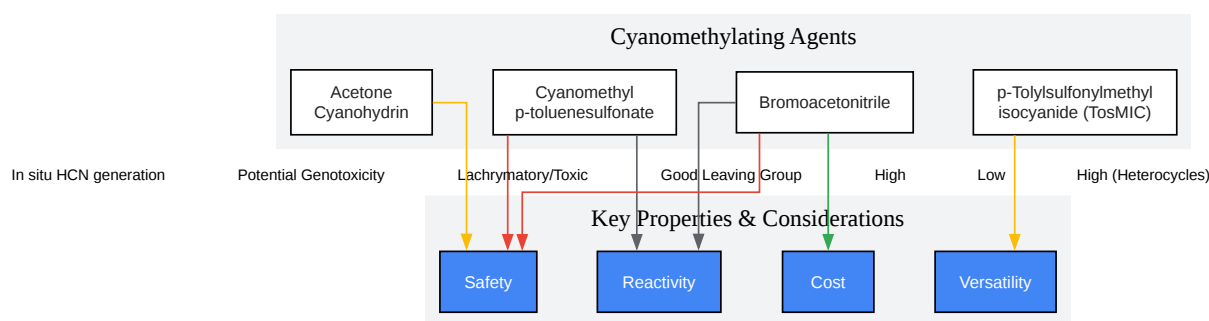 Cyanomethylating Agents
Acetone
Cyanohydrin
Cyanomethyl
p-toluenesulfonate
Bromoacetonitrile
p-Tolylsulfonylmethyl
isocyanide (TosMIC)
In situ HCN generation
Potential Genotoxicity
Lachrymatory/Toxic
Good Leaving Group
High
Low
High (Heterocycles)
Key Properties & Considerations
Safety
Reactivity
Cost
Versatility